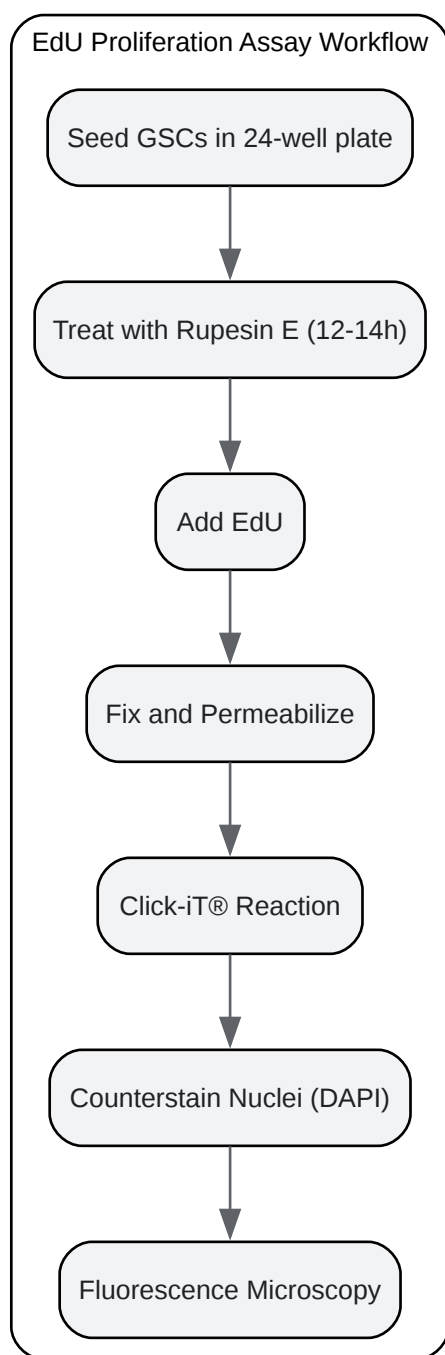 EdU Proliferation Assay Workflow
Seed GSCs in 24-well plate
Treat with Rupesin E (12-14h)
Add EdU
Fix and Permeabilize
Click-iT® Reaction
Counterstain Nuclei (DAPI)
Fluorescence Microscopy